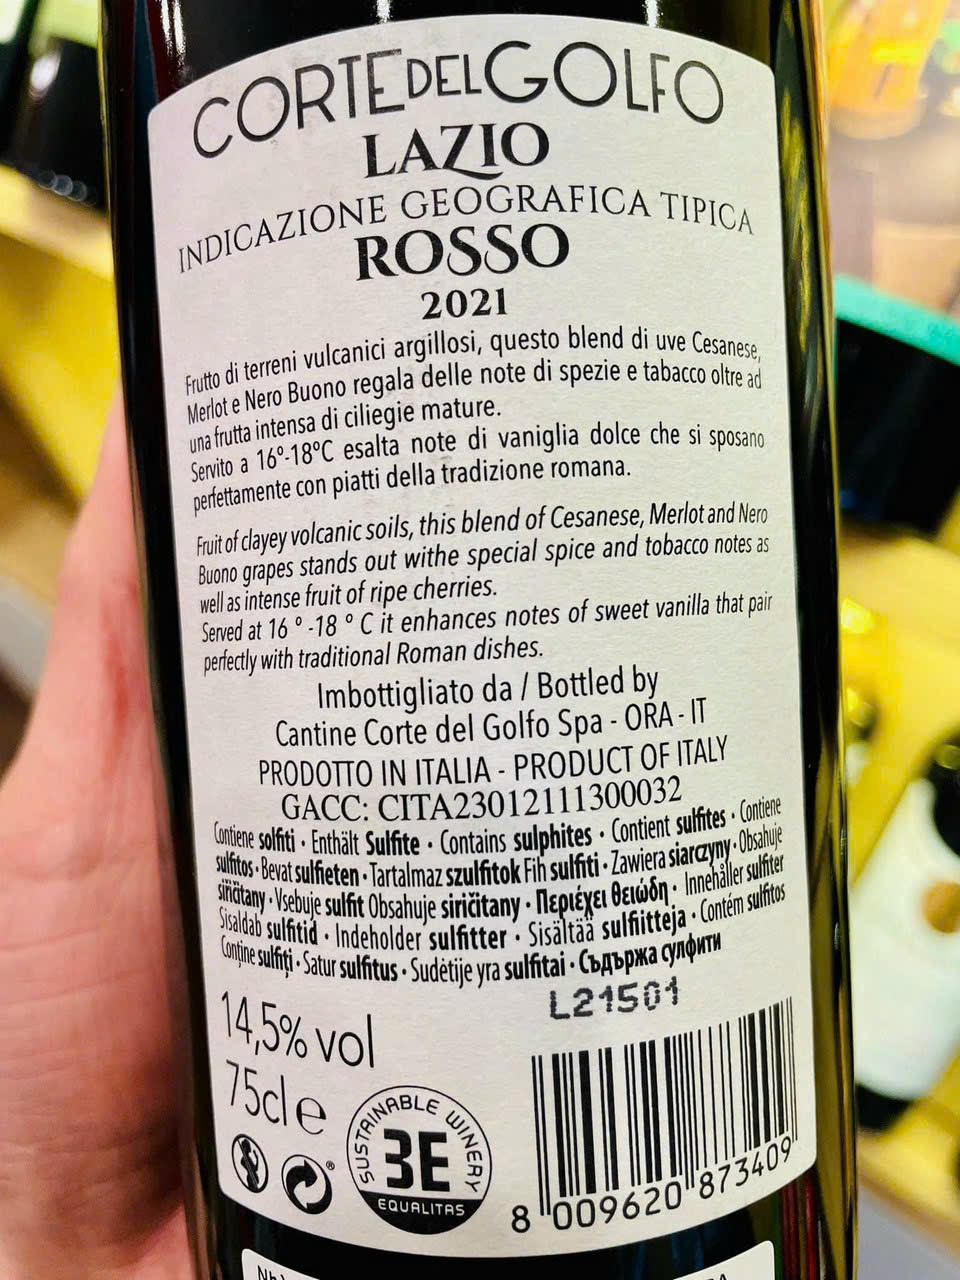 CORTE DEL GOLFO
LAZIO
INDICAZIONE GEOGRAFICA TIPICA
ROSSO
2021
Frutto di terreni vulcanici argillosi, questo blend di uve Cesanese,
Merlot e Nero Buono regala delle note di spezie e tabacco oltre ad
una frutta intensa di ciliegie mature.
Servito a 16°-18°C esalta note di vaniglia dolce che si sposano
perfettamente con piatti della tradizione romana.
Fruit of clayey volcanic soils, this blend of Cesanese, Merlot and Nero
Buono grapes stands out withe special spice and tobacco notes as
well as intense fruit of ripe cherries.
Served at 16 ° -18 ° C it enhances notes of sweet vanilla that pair
perfectly with traditional Roman dishes.
Imbottigliato da / Bottled by
Cantine Corte del Golfo Spa - ORA - IT
PRODOTTO IN ITALIA - PRODUCT OF ITALY
GACC: CITA23012111300032
Contiene solfiti · Enthält Sulfite · Contains sulphites · Contient sulfites · Contiene
sulfitos · Bevat sulfieten · Tartalmaz szulfitok Fih sulfiti · Zawiera siarczyny · Obsahuje
siričitany · Vsebuje sulfit Obsahuje siričitany · Περιέχει θειώδη · Innehåller sulfiter
Sisaldab sulfitid · Indeholder sulfitter · Sisältää sulfiitteja · Contém sulfitos
Conține sulfiți · Satur sulfitus · Sudėtije yra sulfitai · Съдържа сулфити
L21501
14,5% vol
75cl e
SUSTAINABLE WINERY
3E
EQUALITAS
®
8 009620 873409